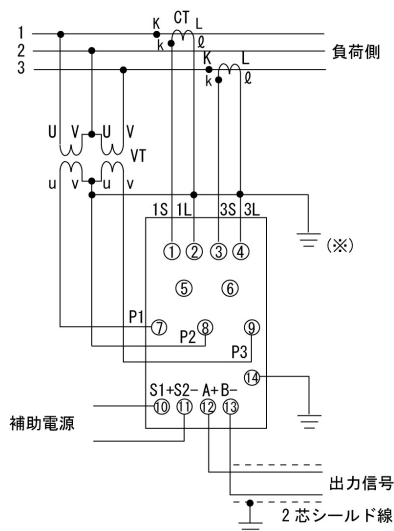 CT
K L
1
2
3
k ℓ
K L
k ℓ
負荷側
U V U V
VT
u v u v
1S 1L 3S 3L
(※)
① ② ③ ④
⑤ ⑥
P1 ⑦ P2 ⑧ ⑨
P3
⑭
S1+ S2- A+ B-
⑩ ⑪ ⑫ ⑬
補助電源
出力信号
2芯シールド線